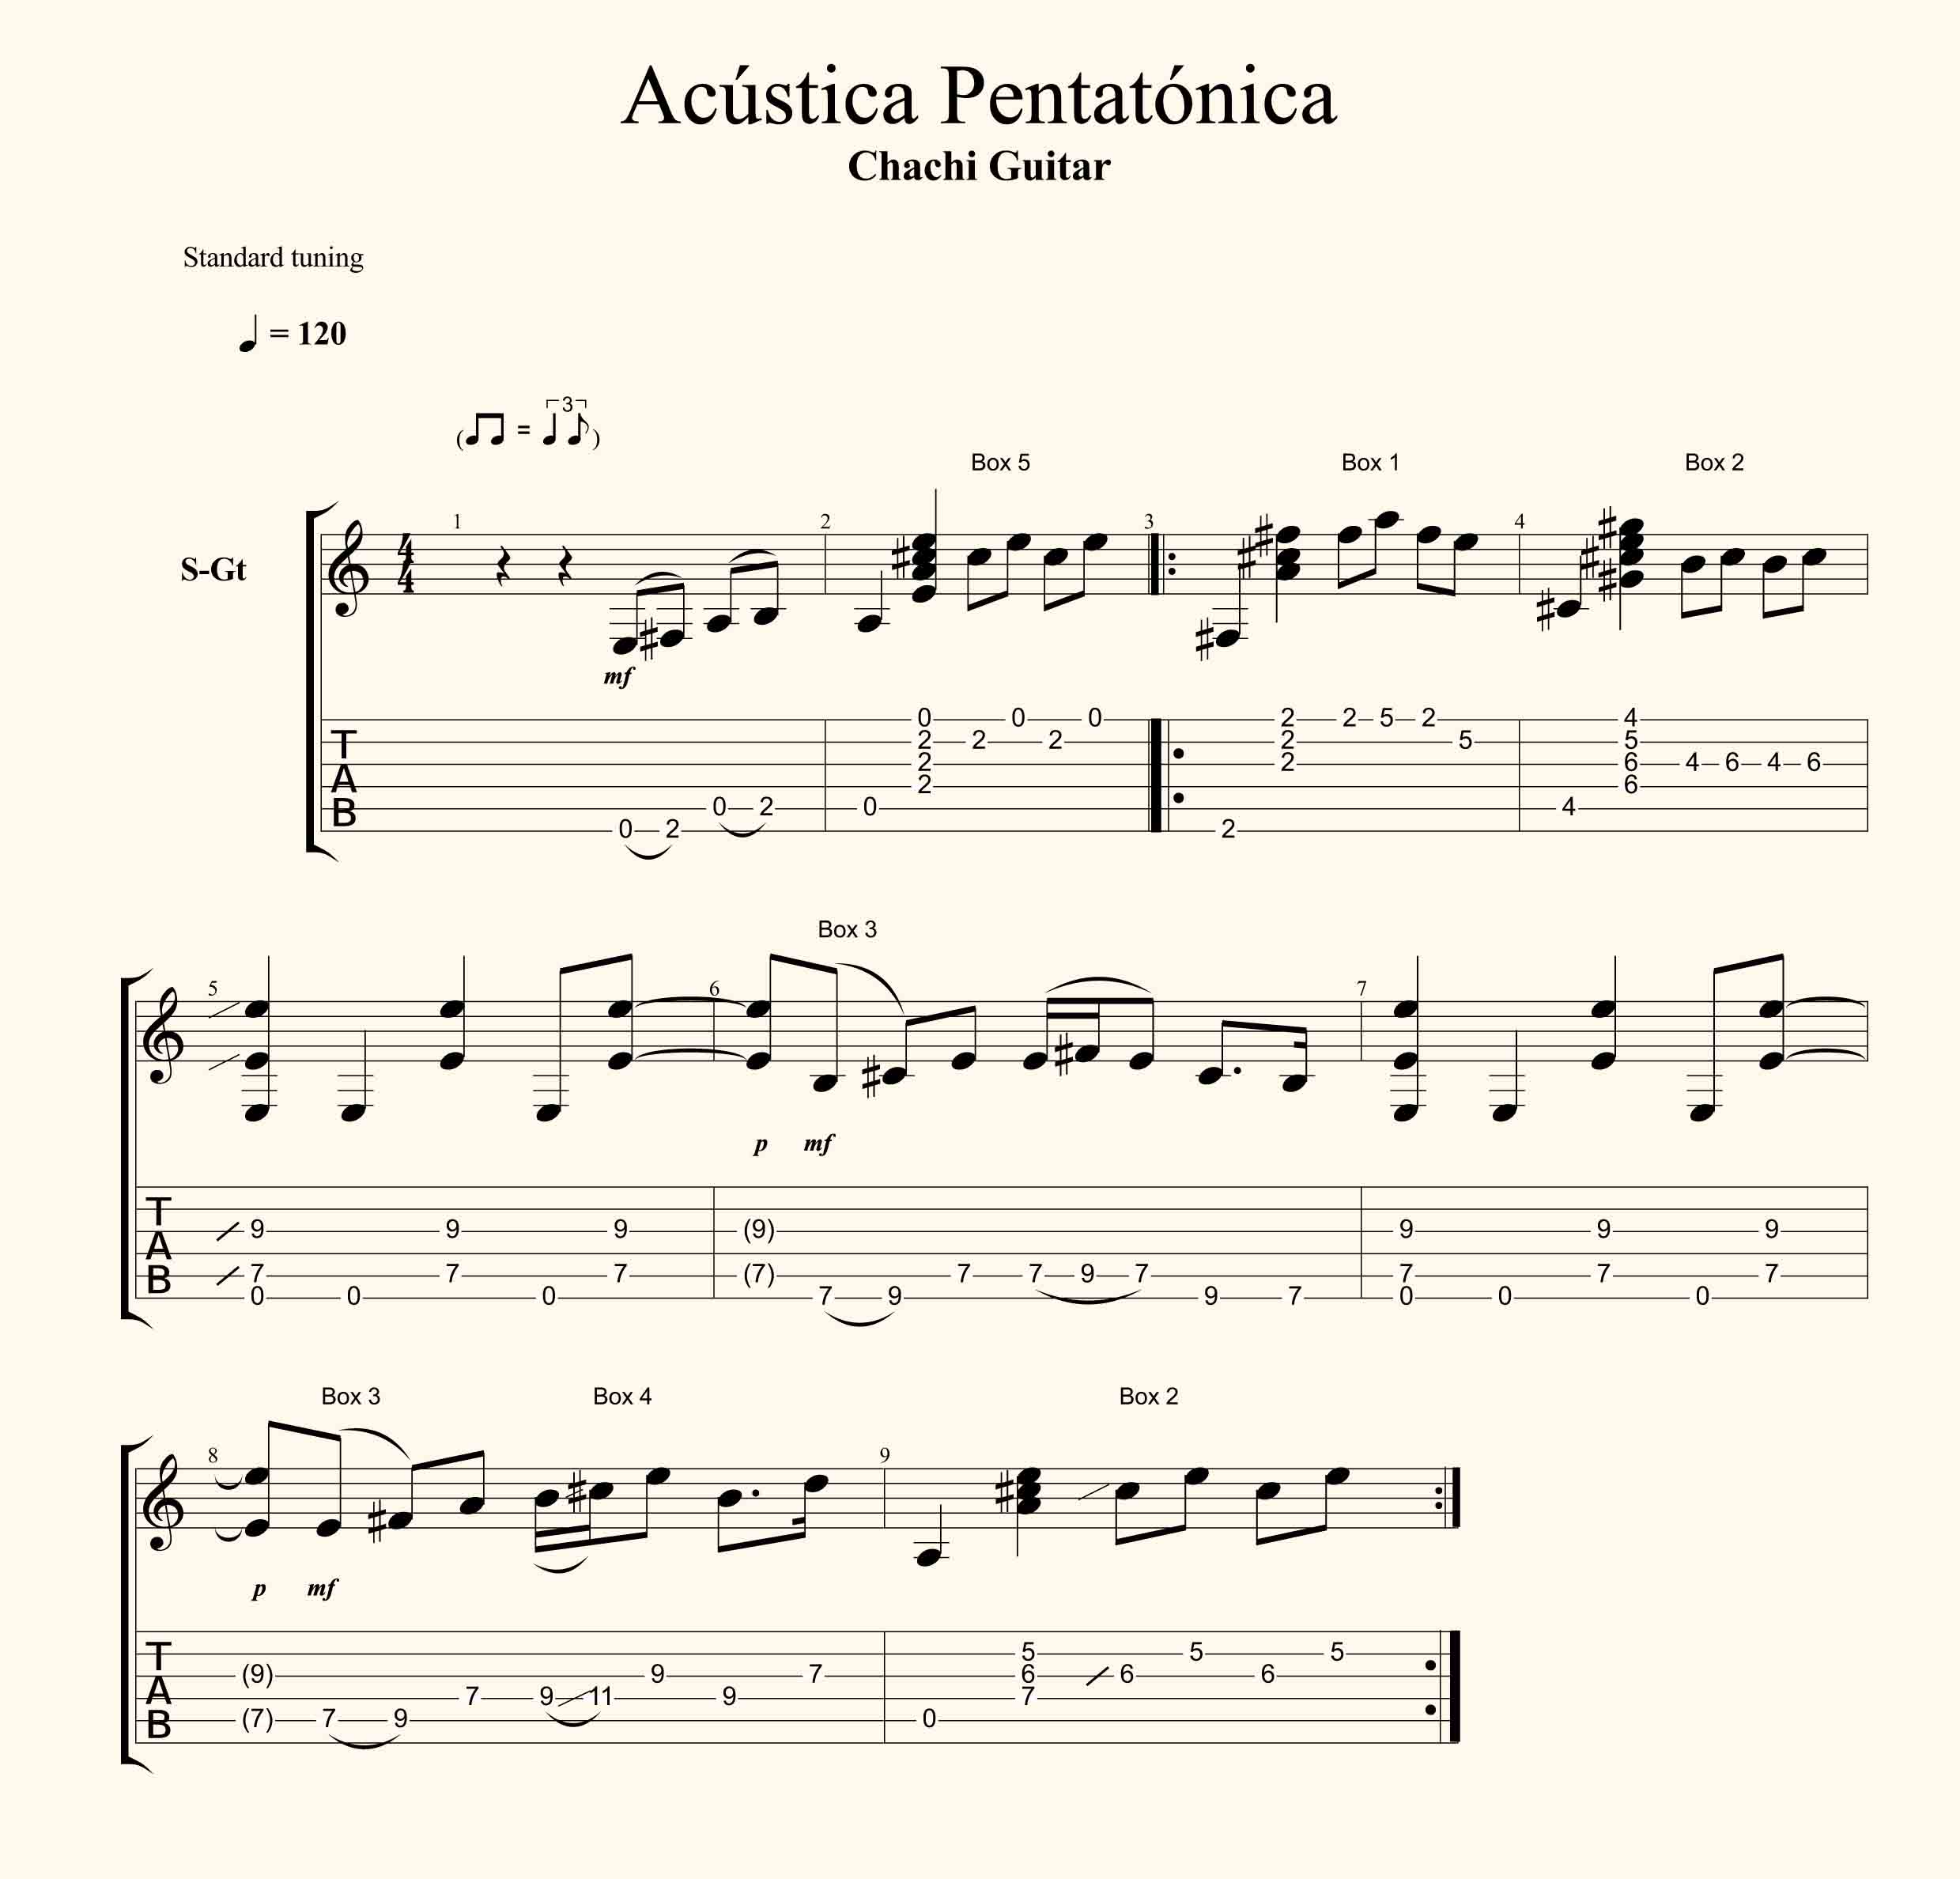 Acústica Pentatónica
Chachi Guitar
Standard tuning
= 120
( = 3 )
Box 5 Box 1 Box 2
1 2 3 4
S-Gt
4
4
mf
0 0 0 2 2 5 2 4
T 2 2 2 2 5 5
2 2 6 4 6 4 6
A 2 6
B 0 2 0 4
0 2 2
Box 3
5 6 7
p mf
T
9 9 9 (9) 9 9 9
A
B 7 7 7 (7) 7 7 9 7 7 7 7
0 0 0 7 9 9 7 0 0 0
Box 3 Box 4 Box 2
8 9
p mf
T 5 5 5
(9) 9 7 6 6 6
A 7 9 11 9 7
B (7) 7 9 0